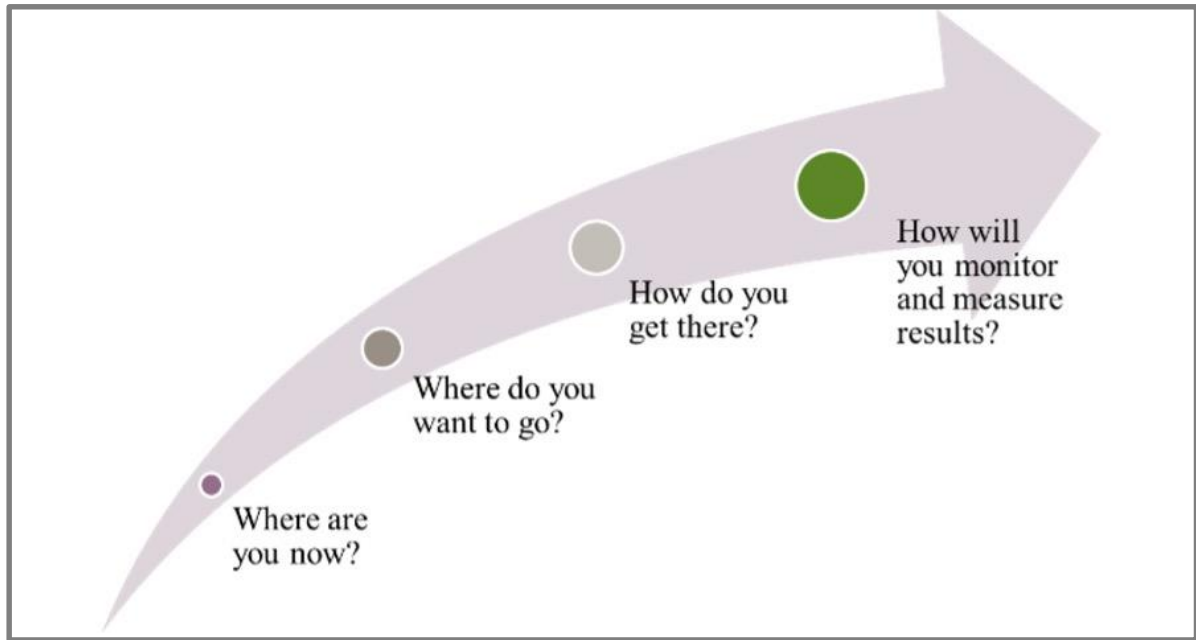 Where are
you now?
Where do you
want to go?
How do you
get there?
How will
you monitor
and measure
results?